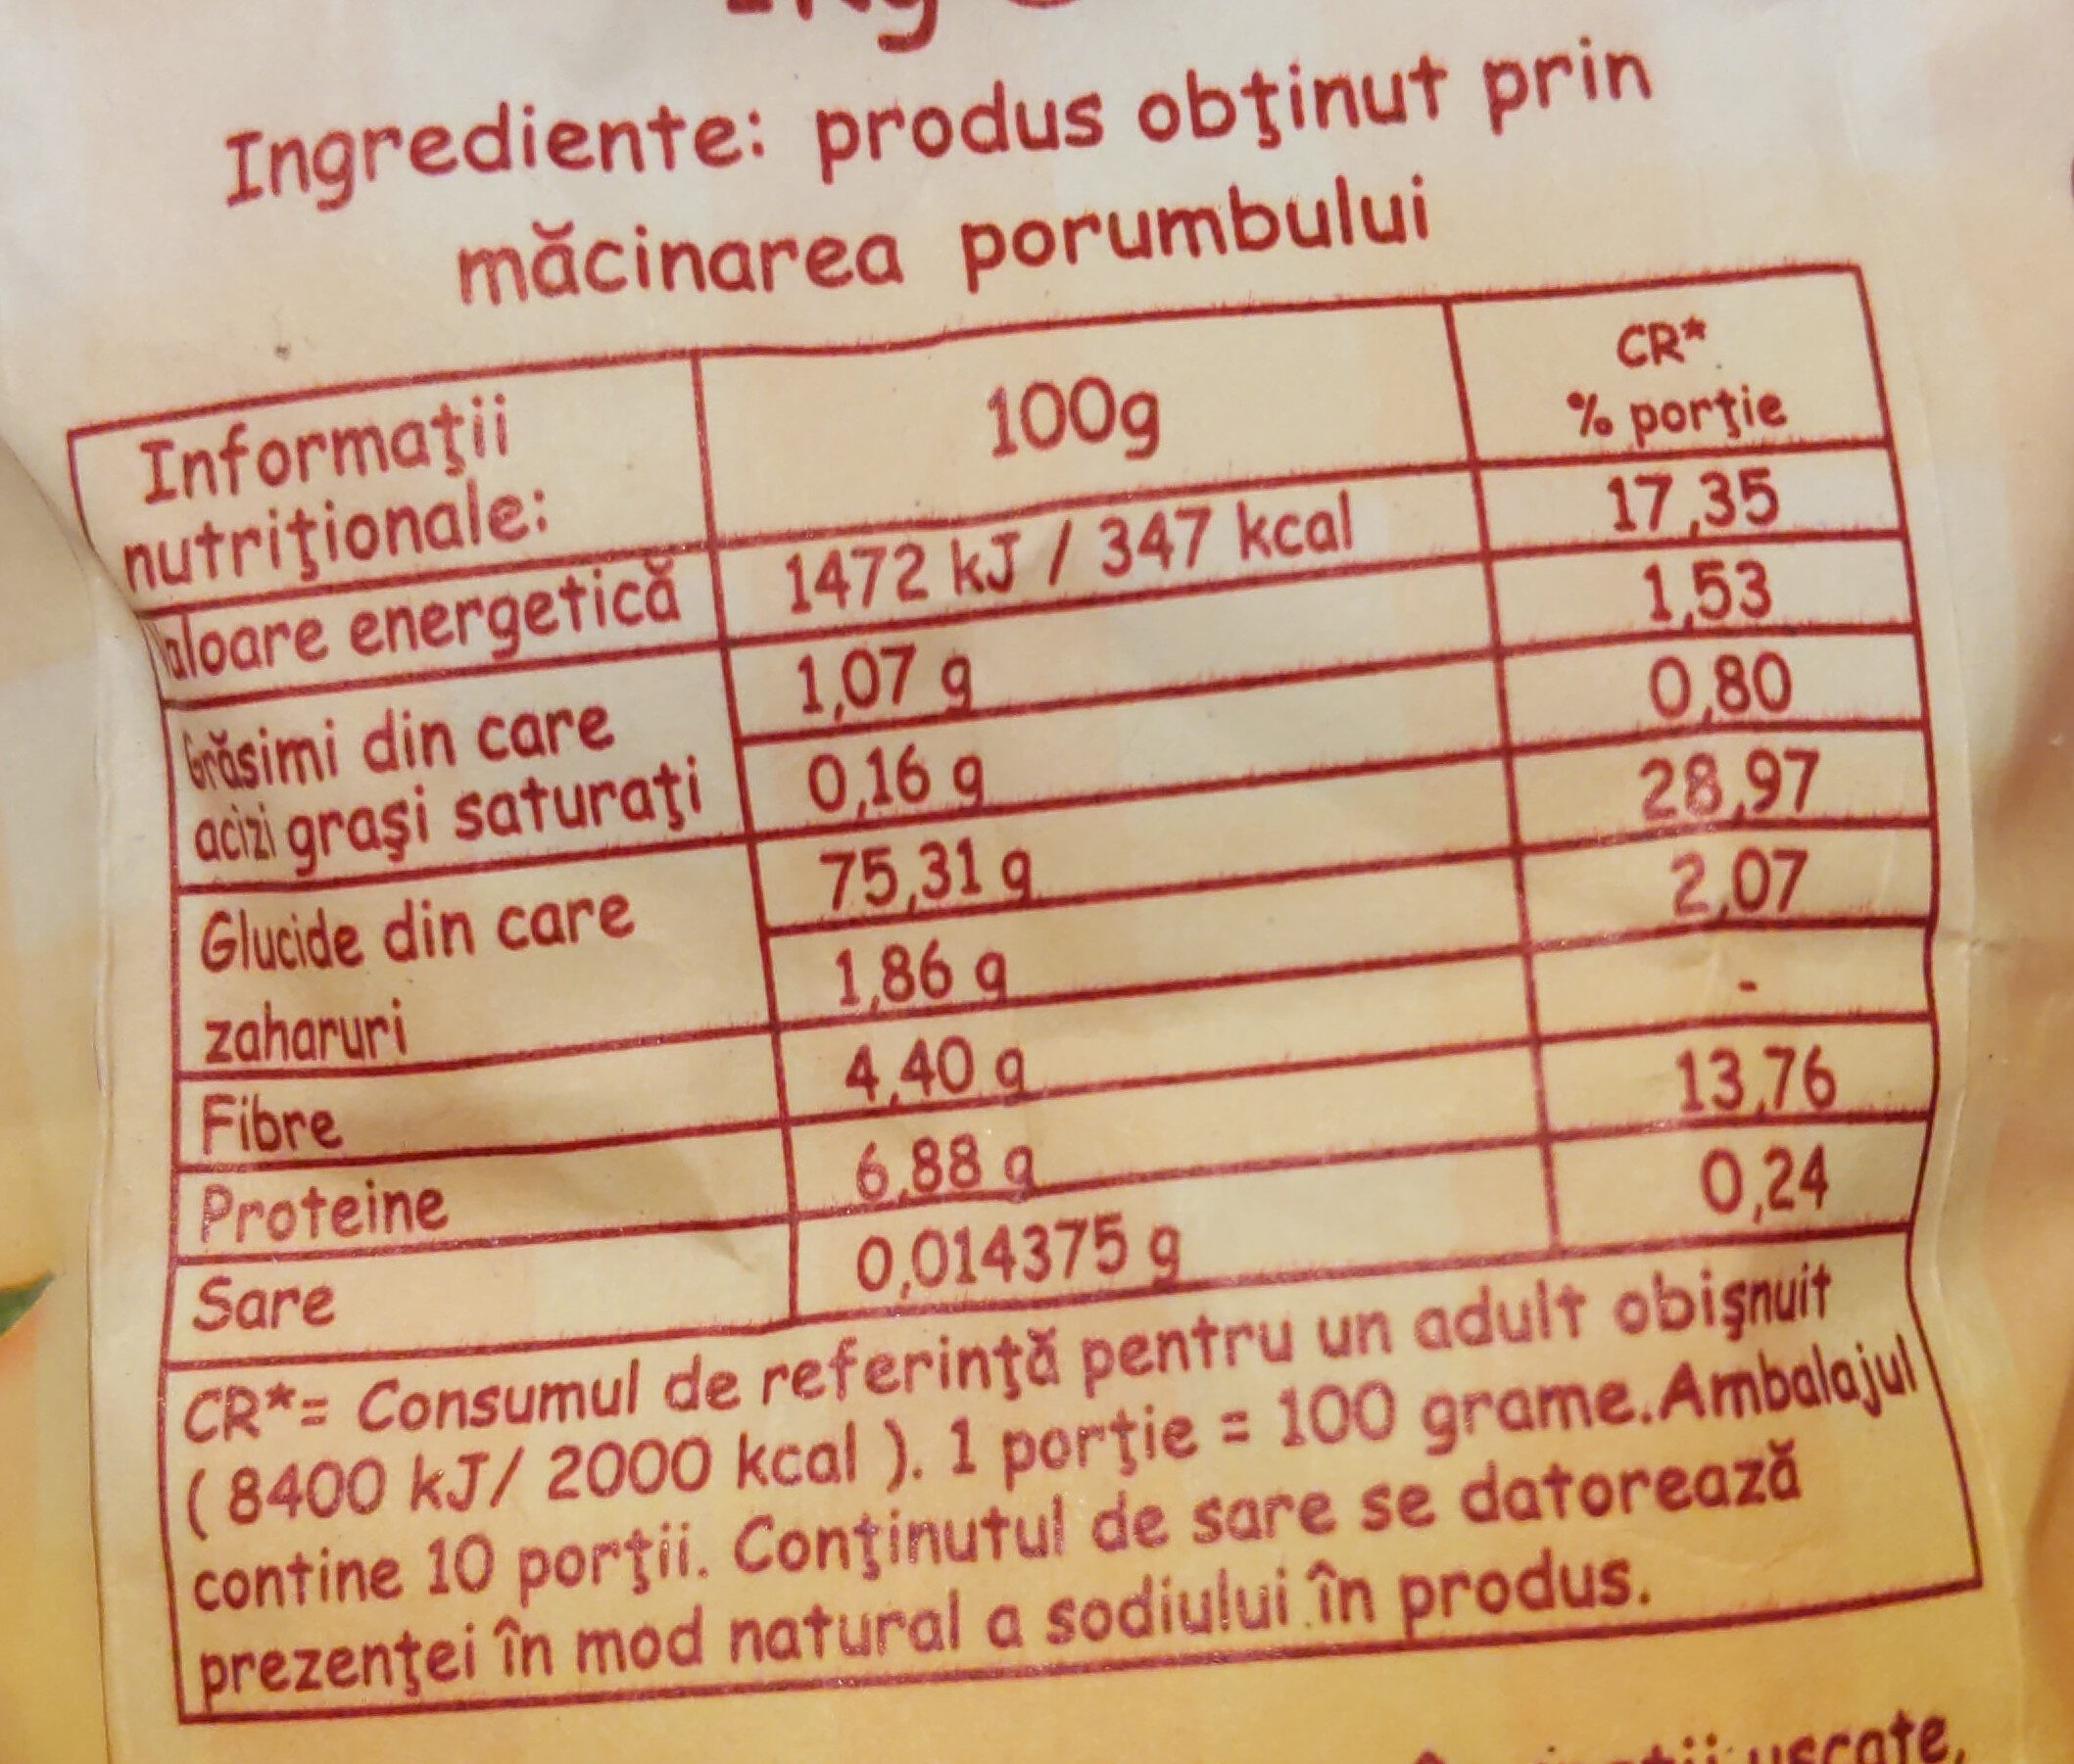 Ingrediente: produs obţinut prin
măcinarea porumbului
Informaţii nutriţionale: 100g CR* % porţie
Valoare energetică 1472 kJ / 347 kcal 17,35
Grăsimi din care 1,07 g 1,53
acizi graşi saturaţi 0,16 g 0,80
Glucide din care 75,31 g 28,97
zaharuri 1,86 g 2,07
Fibre 4,40 g -
Proteine 6,88 g 13,76
Sare 0,014375 g 0,24
CR*= Consumul de referinţă pentru un adult obişnuit
( 8400 kJ/ 2000 kcal ). 1 porţie = 100 grame.Ambalajul
contine 10 porţii. Conţinutul de sare se datorează
prezenţei în mod natural a sodiului în produs.
uscate,